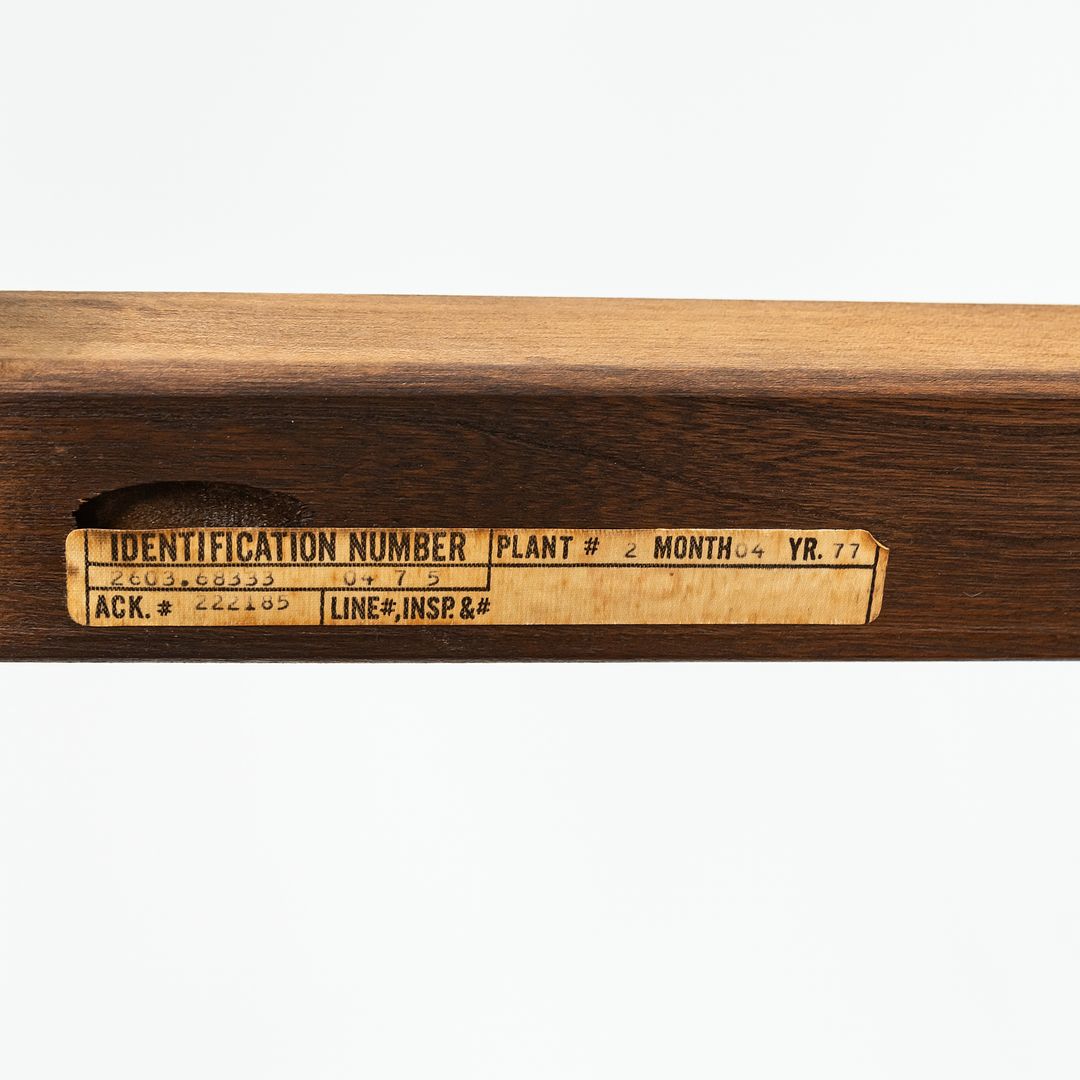 IDENTIFICATION NUMBER PLANT # 2 MONTH 04 YR. 77
2603.68333 04 7 5
ACK. # 222185 LINE#,INSP.&#